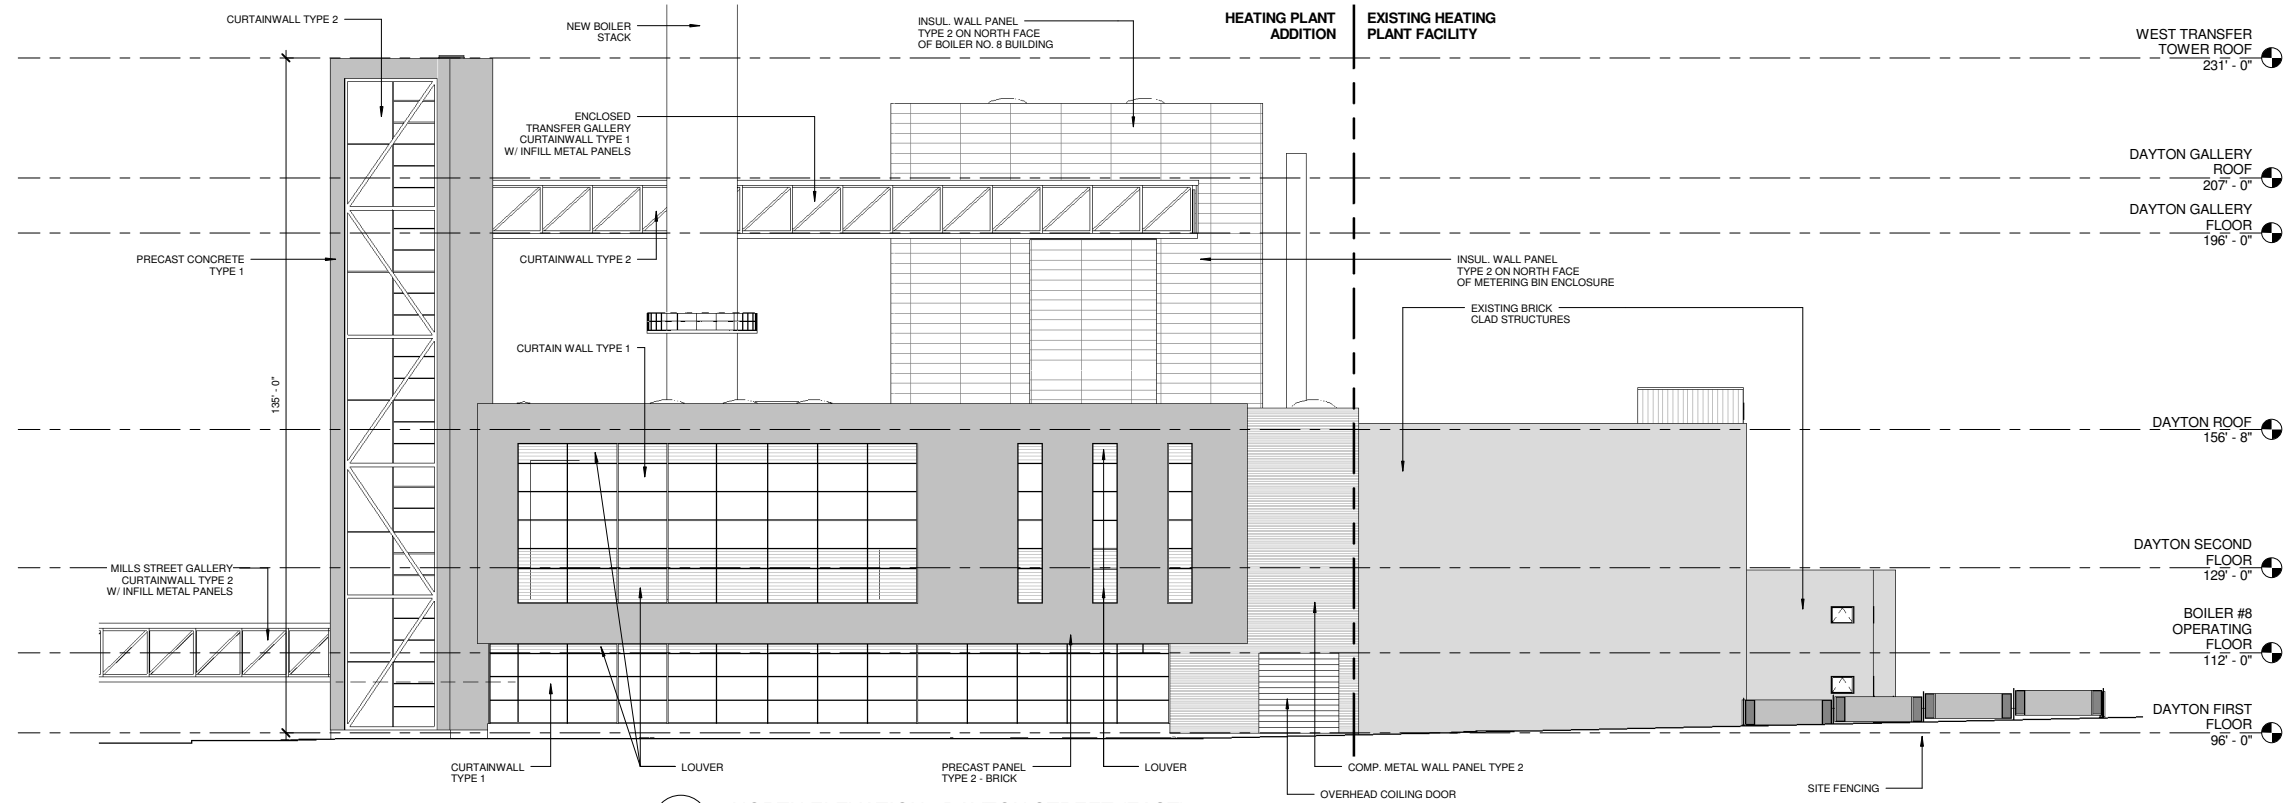 CURTAINWALL TYPE 2
NEW BOILER
STACK
INSUL. WALL PANEL
TYPE 2 ON NORTH FACE
OF BOILER NO. 8 BUILDING
HEATING PLANT
ADDITION
EXISTING HEATING
PLANT FACILITY
WEST TRANSFER
TOWER ROOF
231' - 0"
ENCLOSED
TRANSFER GALLERY
CURTAINWALL TYPE 1
W/ INFILL METAL PANELS
DAYTON GALLERY
ROOF
207' - 0"
DAYTON GALLERY
FLOOR
196' - 0"
PRECAST CONCRETE
TYPE 1
CURTAINWALL TYPE 2
INSUL. WALL PANEL
TYPE 2 ON NORTH FACE
OF METERING BIN ENCLOSURE
EXISTING BRICK
CLAD STRUCTURES
CURTAIN WALL TYPE 1
135' - 0"
DAYTON ROOF
156' - 8"
DAYTON SECOND
FLOOR
129' - 0"
MILLS STREET GALLERY
CURTAINWALL TYPE 2
W/ INFILL METAL PANELS
BOILER #8
OPERATING
FLOOR
112' - 0"
DAYTON FIRST
FLOOR
96' - 0"
CURTAINWALL
TYPE 1
LOUVER
PRECAST PANEL
TYPE 2 - BRICK
LOUVER
COMP. METAL WALL PANEL TYPE 2
OVERHEAD COILING DOOR
SITE FENCING